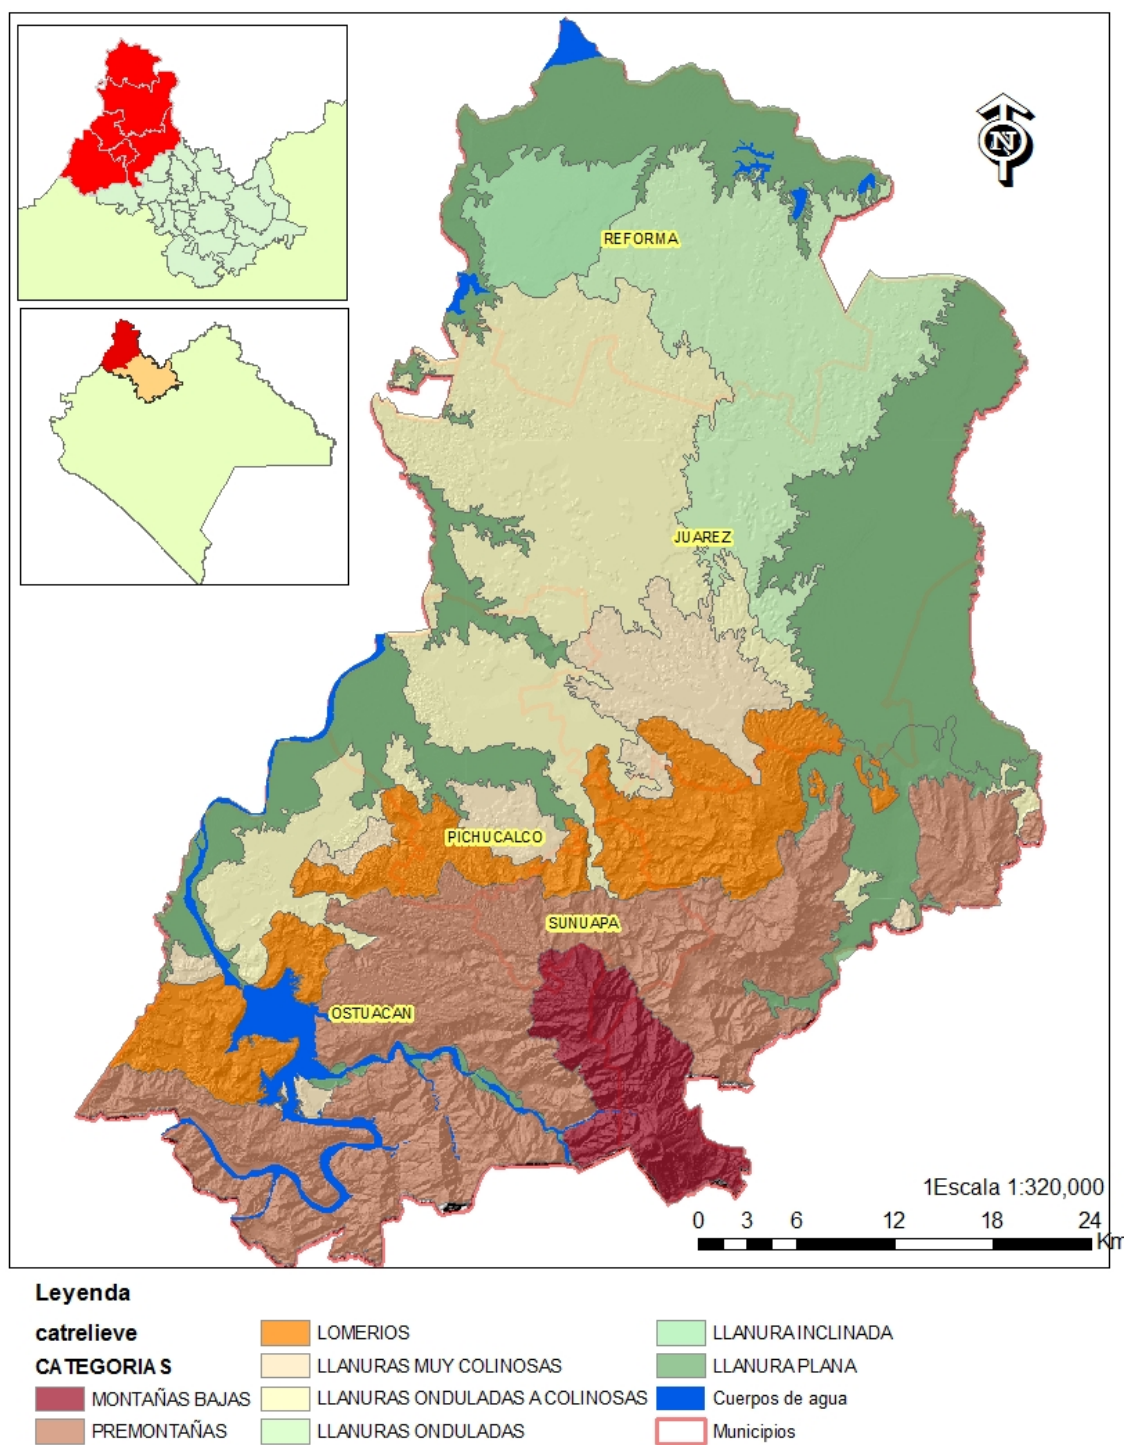 N
REFORMA
JUAREZ
PICHUCALCO
SUNUAPA
OSTUACAN
1Escala 1:320,000
0 3 6 12 18 24
Km
Leyenda
catrelieve
CATEGORIAS
MONTAÑAS BAJAS
PREMONTAÑAS
LOMERIOS
LLANURAS MUY COLINOSAS
LLANURAS ONDULADAS A COLINOSAS
LLANURAS ONDULADAS
LLANURA INCLINADA
LLANURA PLANA
Cuerpos de agua
Municipios